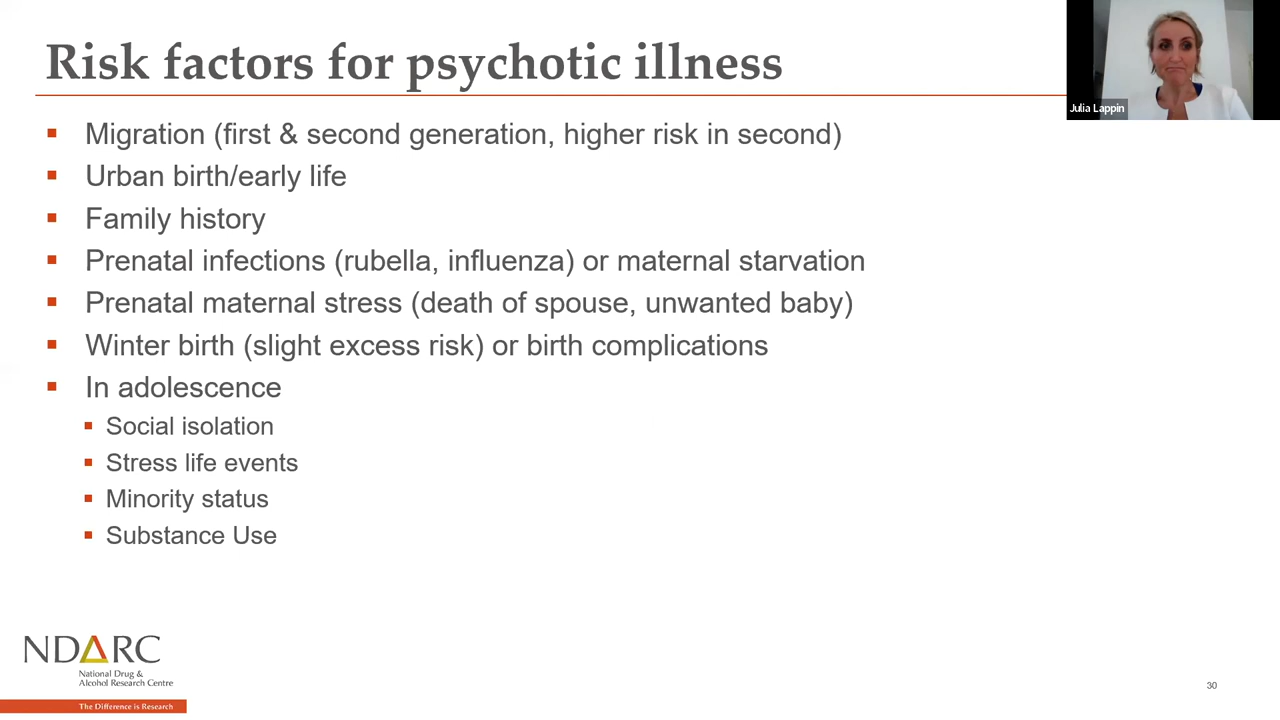 Risk factors for psychotic illness
Julia Lappin
Migration (first & second generation, higher risk in second)
Urban birth/early life
Family history
Prenatal infections (rubella, influenza) or maternal starvation
Prenatal maternal stress (death of spouse, unwanted baby)
Winter birth (slight excess risk) or birth complications
In adolescence
Social isolation
Stress life events
Minority status
Substance Use
NDARC
National Drug &
Alcohol Research Centre
The Difference is Research
30